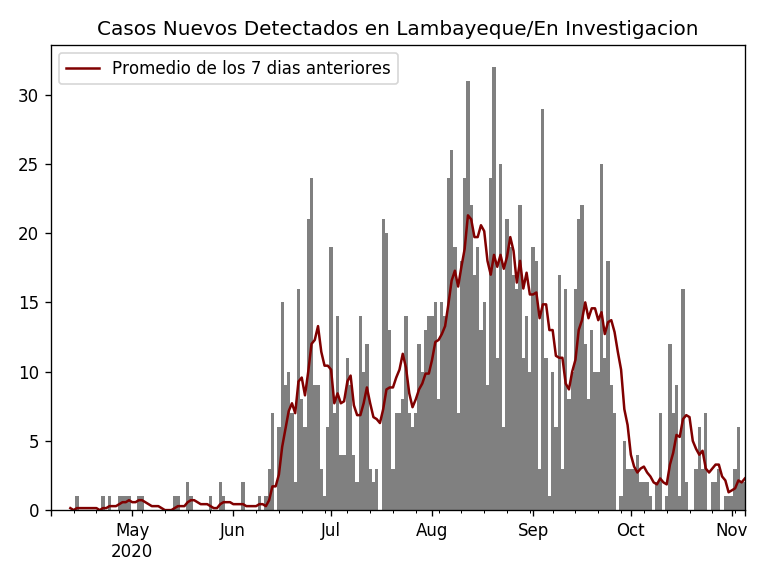 Casos Nuevos Detectados en Lambayeque/En Investigacion
Promedio de los 7 dias anteriores
30
25
20
15
10
5
0
May Jun Jul Aug Sep Oct Nov
2020